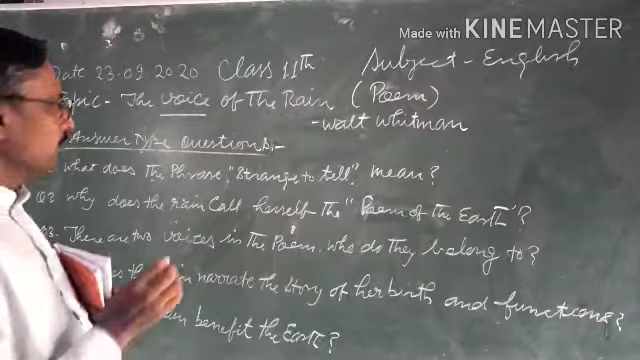 Made with KINEMASTER
Date 23.09.2020 Class 11th Subject - English
The Voice of The Rain (Poem)
- Walt Whitman
Answer Type Questions:-
What does The Phrase, "Strange to tell" mean?
Q2 why does the rain Call herself the "Poem of the Earth"?
There are two voices in The Poem. Who do They belong to?
narrate the Story of her birth and functions?
benefit the Earth?